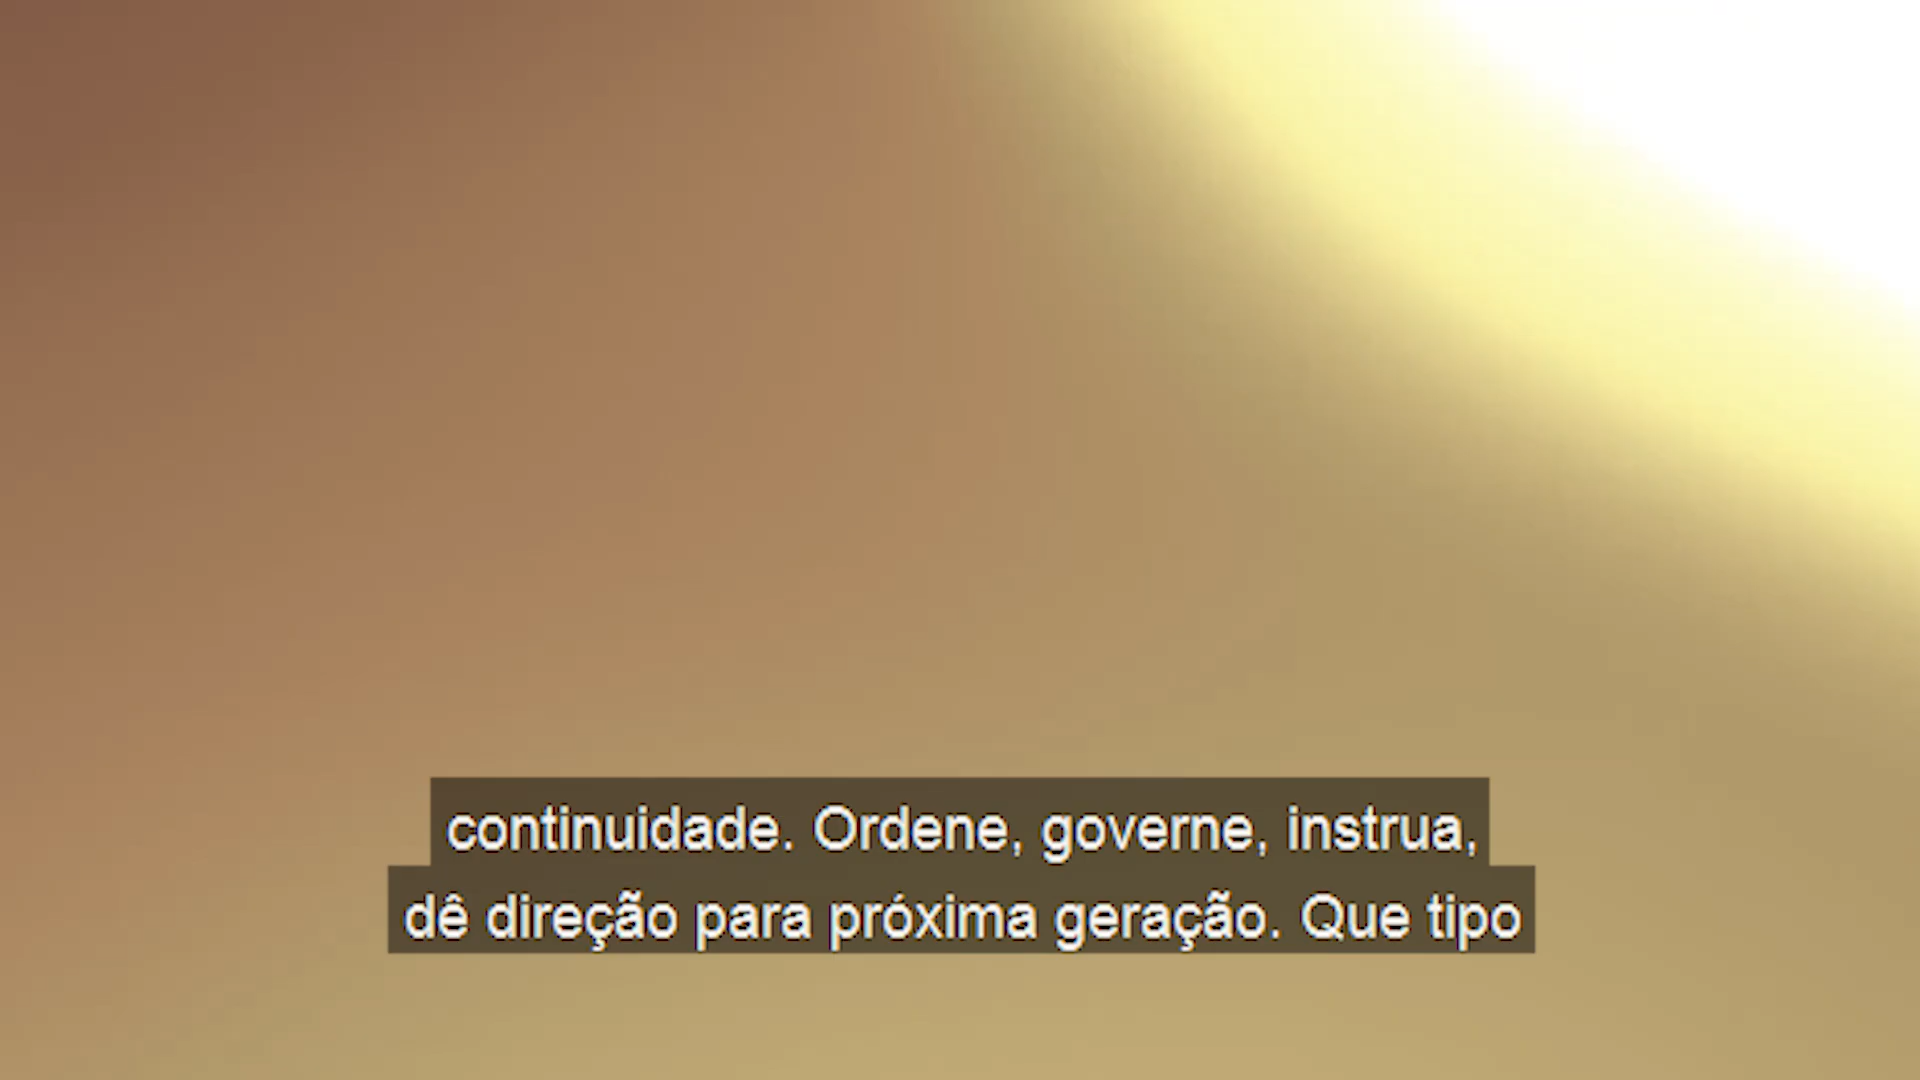 continuidade. Ordene, governe, instrua,
dê direção para próxima geração. Que tipo